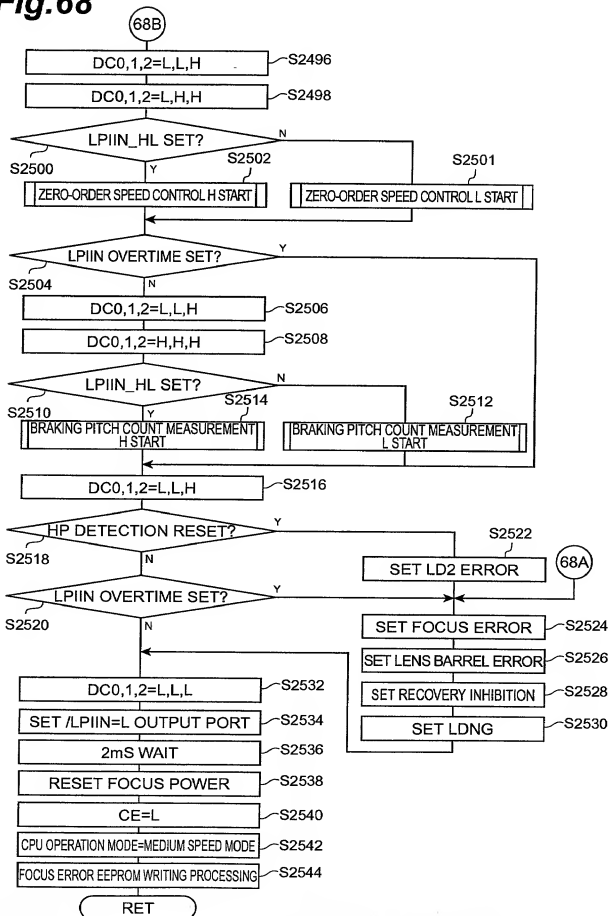 Fig.68
68B
DC0,1,2=L,L,H
S2496
DC0,1,2=L,H,H
S2498
LPIIN_HL SET?
N
S2500
Y
S2502
S2501
ZERO-ORDER SPEED CONTROL H START
ZERO-ORDER SPEED CONTROL L START
LPIIN OVERTIME SET?
Y
S2504
N
DC0,1,2=L,L,H
S2506
DC0,1,2=H,H,H
S2508
LPIIN_HL SET?
N
S2510
Y
S2514
S2512
BRAKING PITCH COUNT MEASUREMENT
H START
BRAKING PITCH COUNT MEASUREMENT
L START
DC0,1,2=L,L,H
S2516
HP DETECTION RESET?
Y
S2518
N
S2522
SET LD2 ERROR
68A
LPIIN OVERTIME SET?
Y
S2520
N
SET FOCUS ERROR
S2524
SET LENS BARREL ERROR
S2526
SET RECOVERY INHIBITION
S2528
SET LDNG
S2530
DC0,1,2=L,L,L
S2532
SET /LPIIN=L OUTPUT PORT
S2534
2mS WAIT
S2536
RESET FOCUS POWER
S2538
CE=L
S2540
CPU OPERATION MODE=MEDIUM SPEED MODE
S2542
FOCUS ERROR EEPROM WRITING PROCESSING
S2544
RET